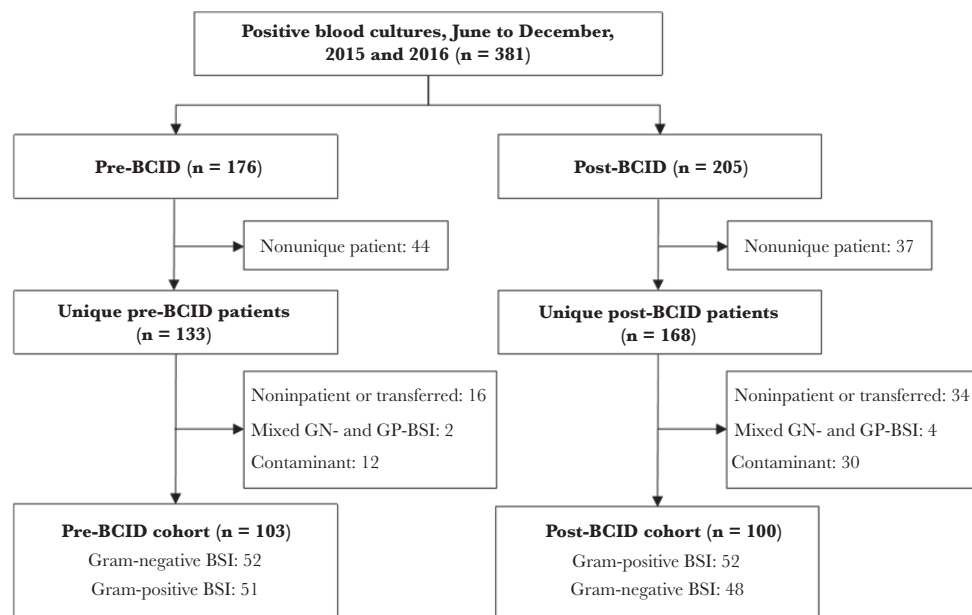 Positive blood cultures, June to December,
2015 and 2016 (n = 381)
Pre-BCID (n = 176)
Post-BCID (n = 205)
Nonunique patient: 44
Nonunique patient: 37
Unique pre-BCID patients
(n = 133)
Unique post-BCID patients
(n = 168)
Noninpatient or transferred: 16
Mixed GN- and GP-BSI: 2
Contaminant: 12
Noninpatient or transferred: 34
Mixed GN- and GP-BSI: 4
Contaminant: 30
Pre-BCID cohort (n = 103)
Gram-negative BSI: 52
Gram-positive BSI: 51
Post-BCID cohort (n = 100)
Gram-positive BSI: 52
Gram-negative BSI: 48